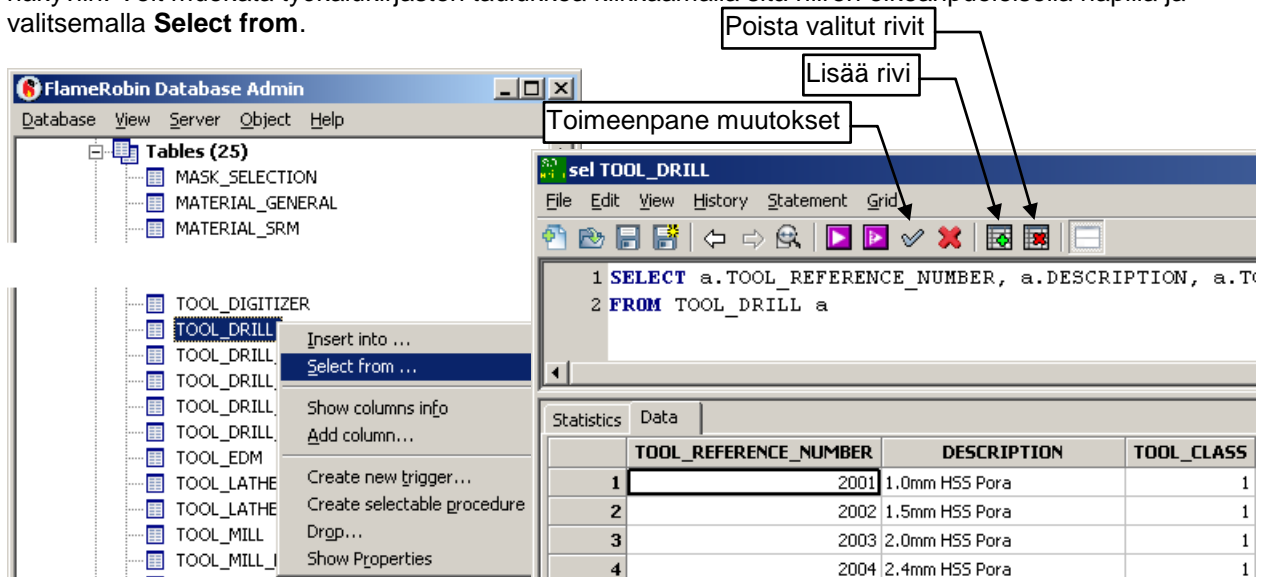 valitsemalla Select from.
Poista valitut rivit
Lisää rivi
Toimeenpane muutokset
FlameRobin Database Admin
Database View Server Object Help
Tables (25)
MASK_SELECTION
MATERIAL_GENERAL
MATERIAL_SRM
TOOL_DIGITIZER
TOOL_DRILL
TOOL_DRILL_
TOOL_DRILL_
TOOL_DRILL_
TOOL_DRILL_
TOOL_EDM
TOOL_LATHE
TOOL_LATHE
TOOL_MILL
TOOL_MILL_
Insert into ...
Select from ...
Show columns info
Add column...
Create new trigger...
Create selectable procedure
Drop...
Show Properties
sel TOOL_DRILL
File Edit View History Statement Grid
1 SELECT a.TOOL_REFERENCE_NUMBER, a.DESCRIPTION, a.TO
2 FROM TOOL_DRILL a
Statistics Data
TOOL_REFERENCE_NUMBER DESCRIPTION TOOL_CLASS
1 2001 1.0mm HSS Pora 1
2 2002 1.5mm HSS Pora 1
3 2003 2.0mm HSS Pora 1
4 2004 2.4mm HSS Pora 1